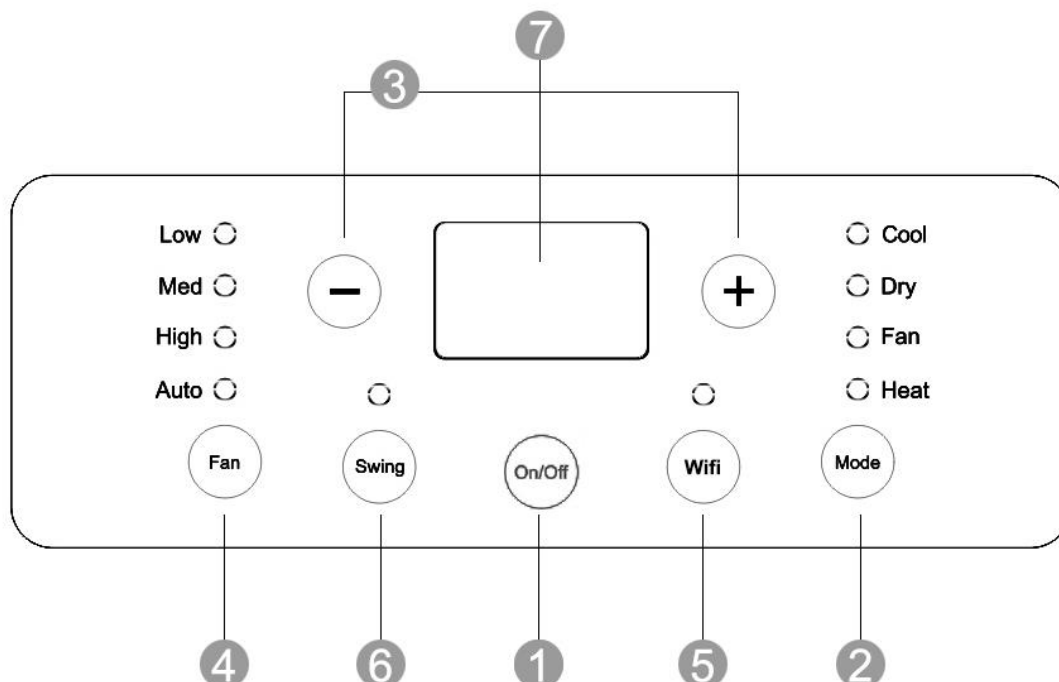 7
3
Low Cool
− +
Med Dry
High Fan
Auto Heat
Fan Swing On/Off Wifi Mode
4 6 1 5 2